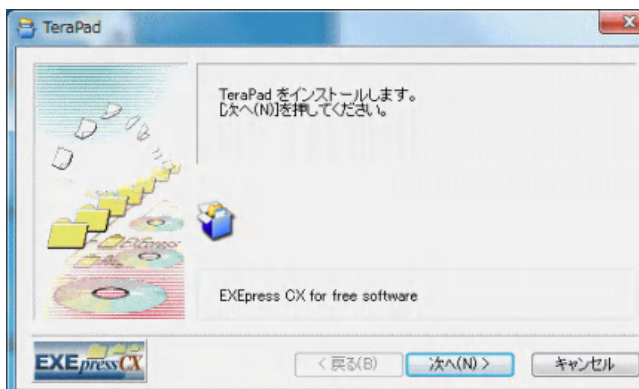 TeraPad
TeraPad をインストールします。
[次へ(N)]を押してください。
EXEpress
EXEpress CX for free software
EXEpressCX
< 戻る(B)
次へ(N) >
キャンセル